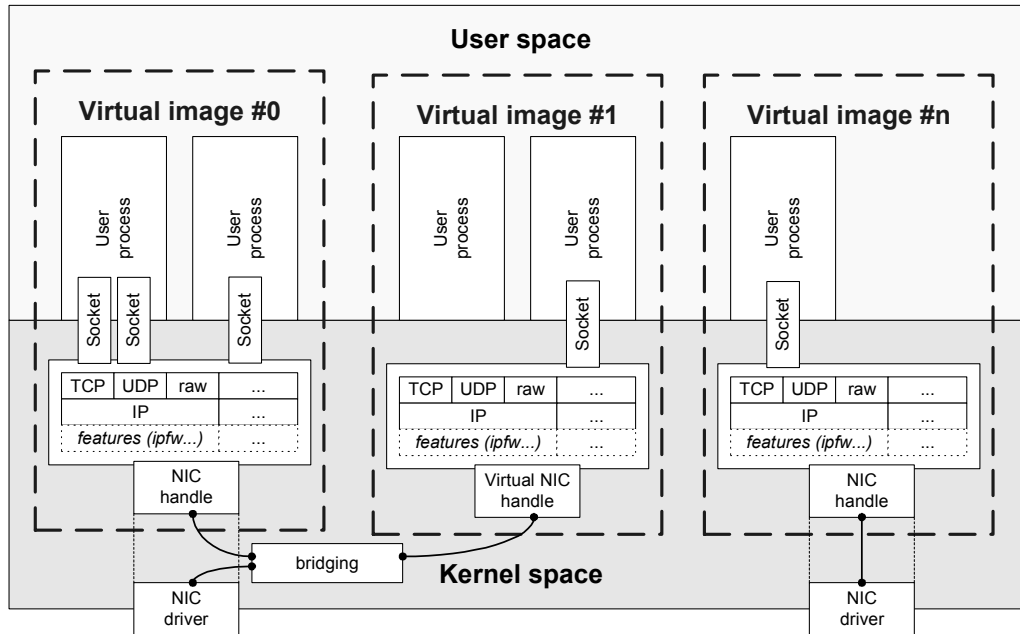 User space
Virtual image #0
Virtual image #1
Virtual image #n
User
process
User
process
User
process
User
process
User
process
Socket
Socket
Socket
Socket
Socket
TCP UDP raw ...
IP ...
features (ipfw...) ...
TCP UDP raw ...
IP ...
features (ipfw...) ...
TCP UDP raw ...
IP ...
features (ipfw...) ...
NIC
handle
Virtual NIC
handle
NIC
handle
bridging
Kernel space
NIC
driver
NIC
driver